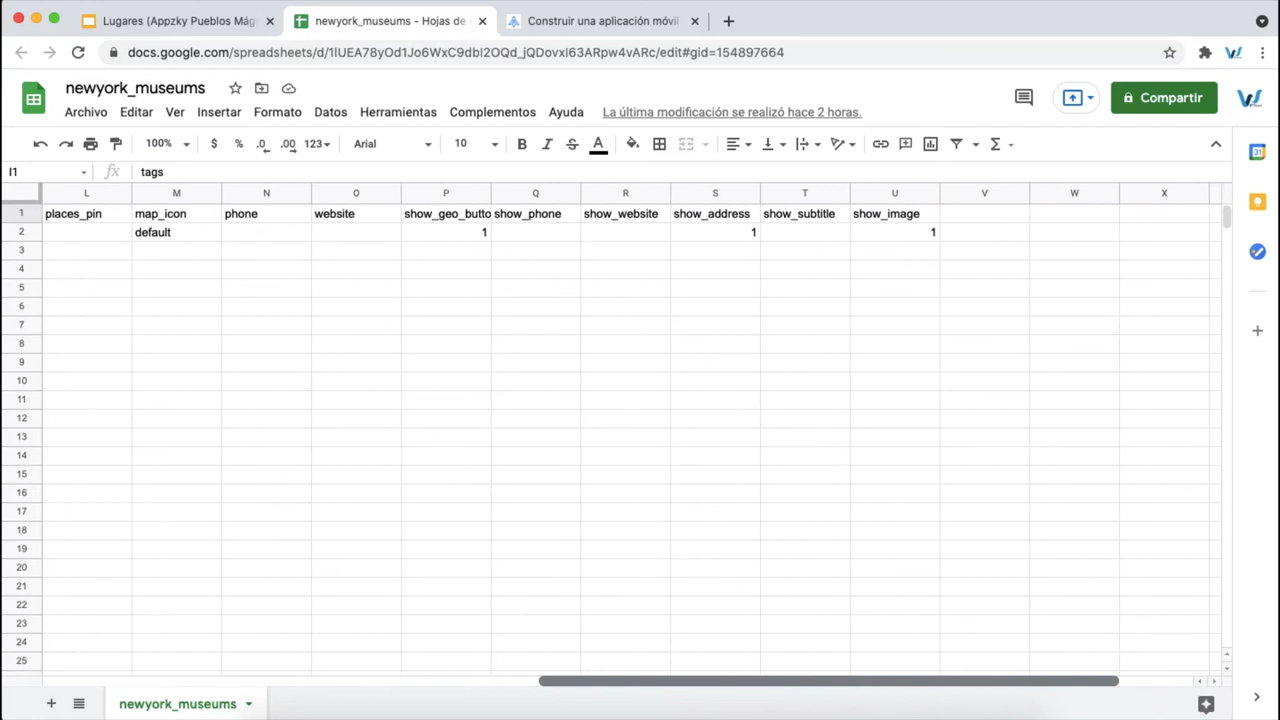 Lugares (Appzky Pueblos Mág
newyork_museums - Hojas de
Construir una aplicación móvil
docs.google.com/spreadsheets/d/1lUEA78yOd1Jo6WxC9dbI2OQd_jQDovxI63ARpw4vARc/edit#gid=154897664
newyork_museums
Archivo Editar Ver Insertar Formato Datos Herramientas Complementos Ayuda La última modificación se realizó hace 2 horas.
Compartir
100% $ % .0 .00 123 Arial 10 B I S A
I1 fx tags
L M N O P Q R S T U V W X
1 places_pin map_icon phone website show_geo_butto show_phone show_website show_address show_subtitle show_image
2 default 1 1 1
3
4
5
6
7
8
9
10
11
12
13
14
15
16
17
18
19
20
21
22
23
24
25
newyork_museums